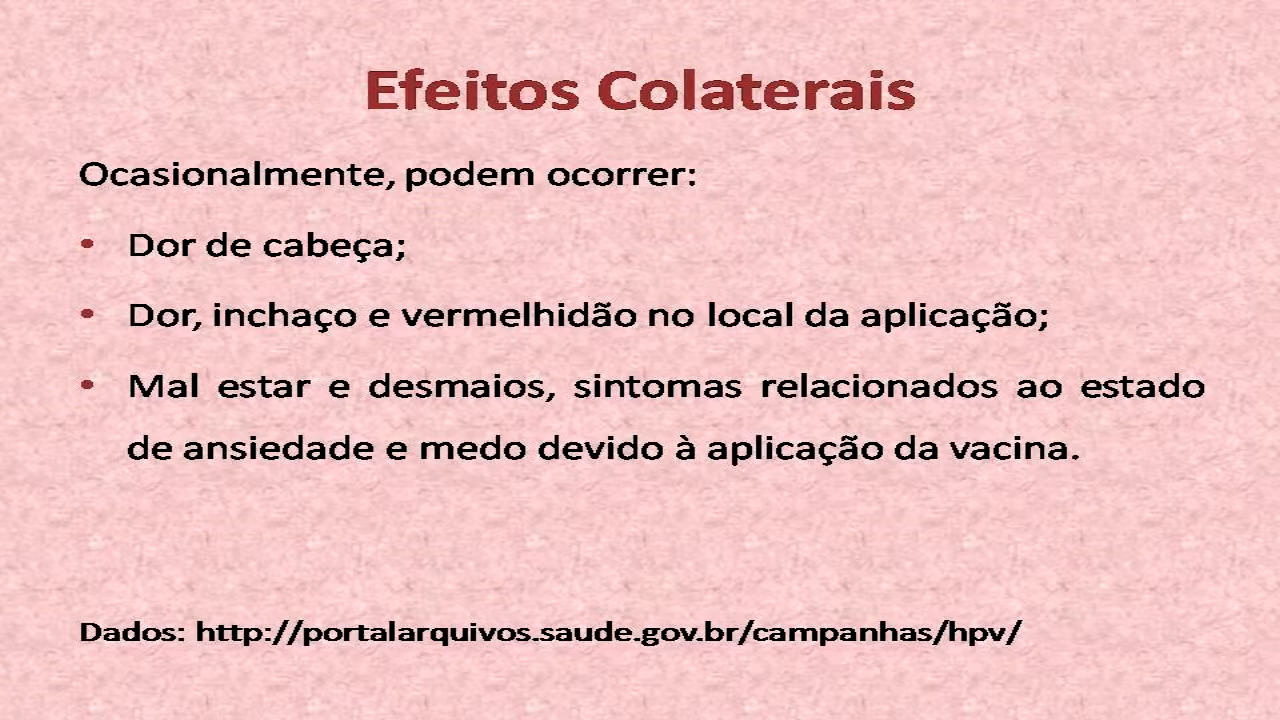 Efeitos Colaterais
Ocasionalmente, podem ocorrer:
• Dor de cabeça;
• Dor, inchaço e vermelhidão no local da aplicação;
• Mal estar e desmaios, sintomas relacionados ao estado
de ansiedade e medo devido à aplicação da vacina.
Dados: http://portalarquivos.saude.gov.br/campanhas/hpv/